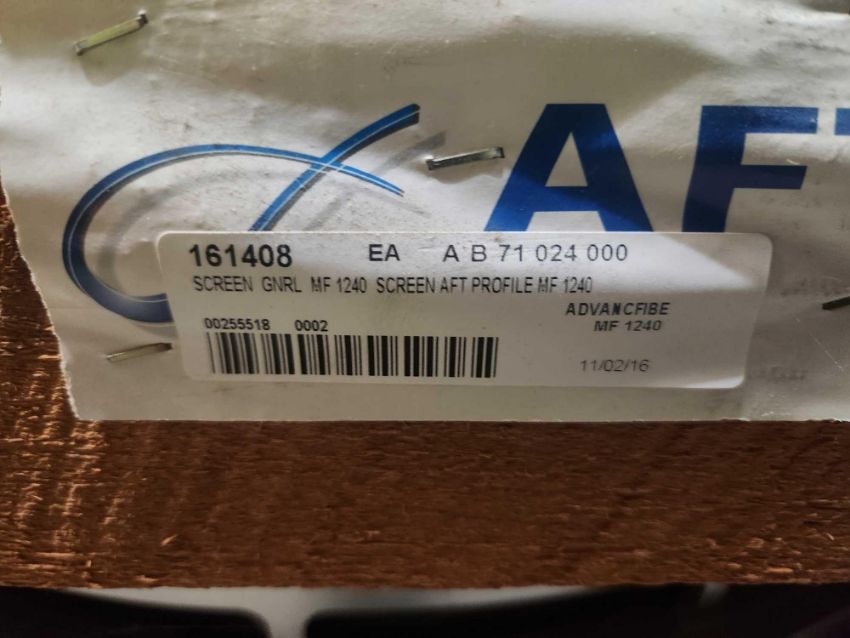 AFT
161408 EA A B 71 024 000
SCREEN GNRL MF 1240 SCREEN AFT PROFILE MF 1240
ADVANCFIBE
00255518 0002 MF 1240
11/02/16